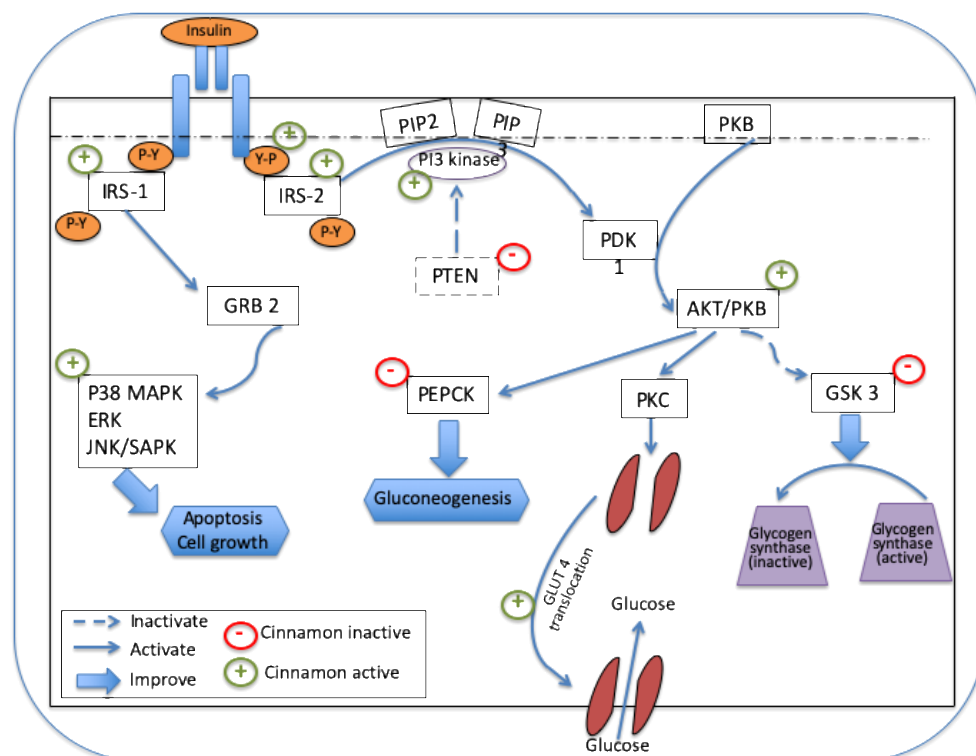 Insulin
PIP2
PIP
3
PKB
P-Y
Y-P
PI3 kinase
IRS-1
IRS-2
P-Y
P-Y
+
+
+
+
PTEN
-
PDK
1
+
AKT/PKB
GRB 2
+
P38 MAPK
ERK
JNK/SAPK
-
PEPCK
PKC
-
GSK 3
Gluconeogenesis
Apoptosis
Cell growth
Glycogen
synthase
(inactive)
Glycogen
synthase
(active)
GLUT 4
translocation
+
Glucose
Glucose
Inactivate
Activate
Improve
- Cinnamon inactive
+ Cinnamon active